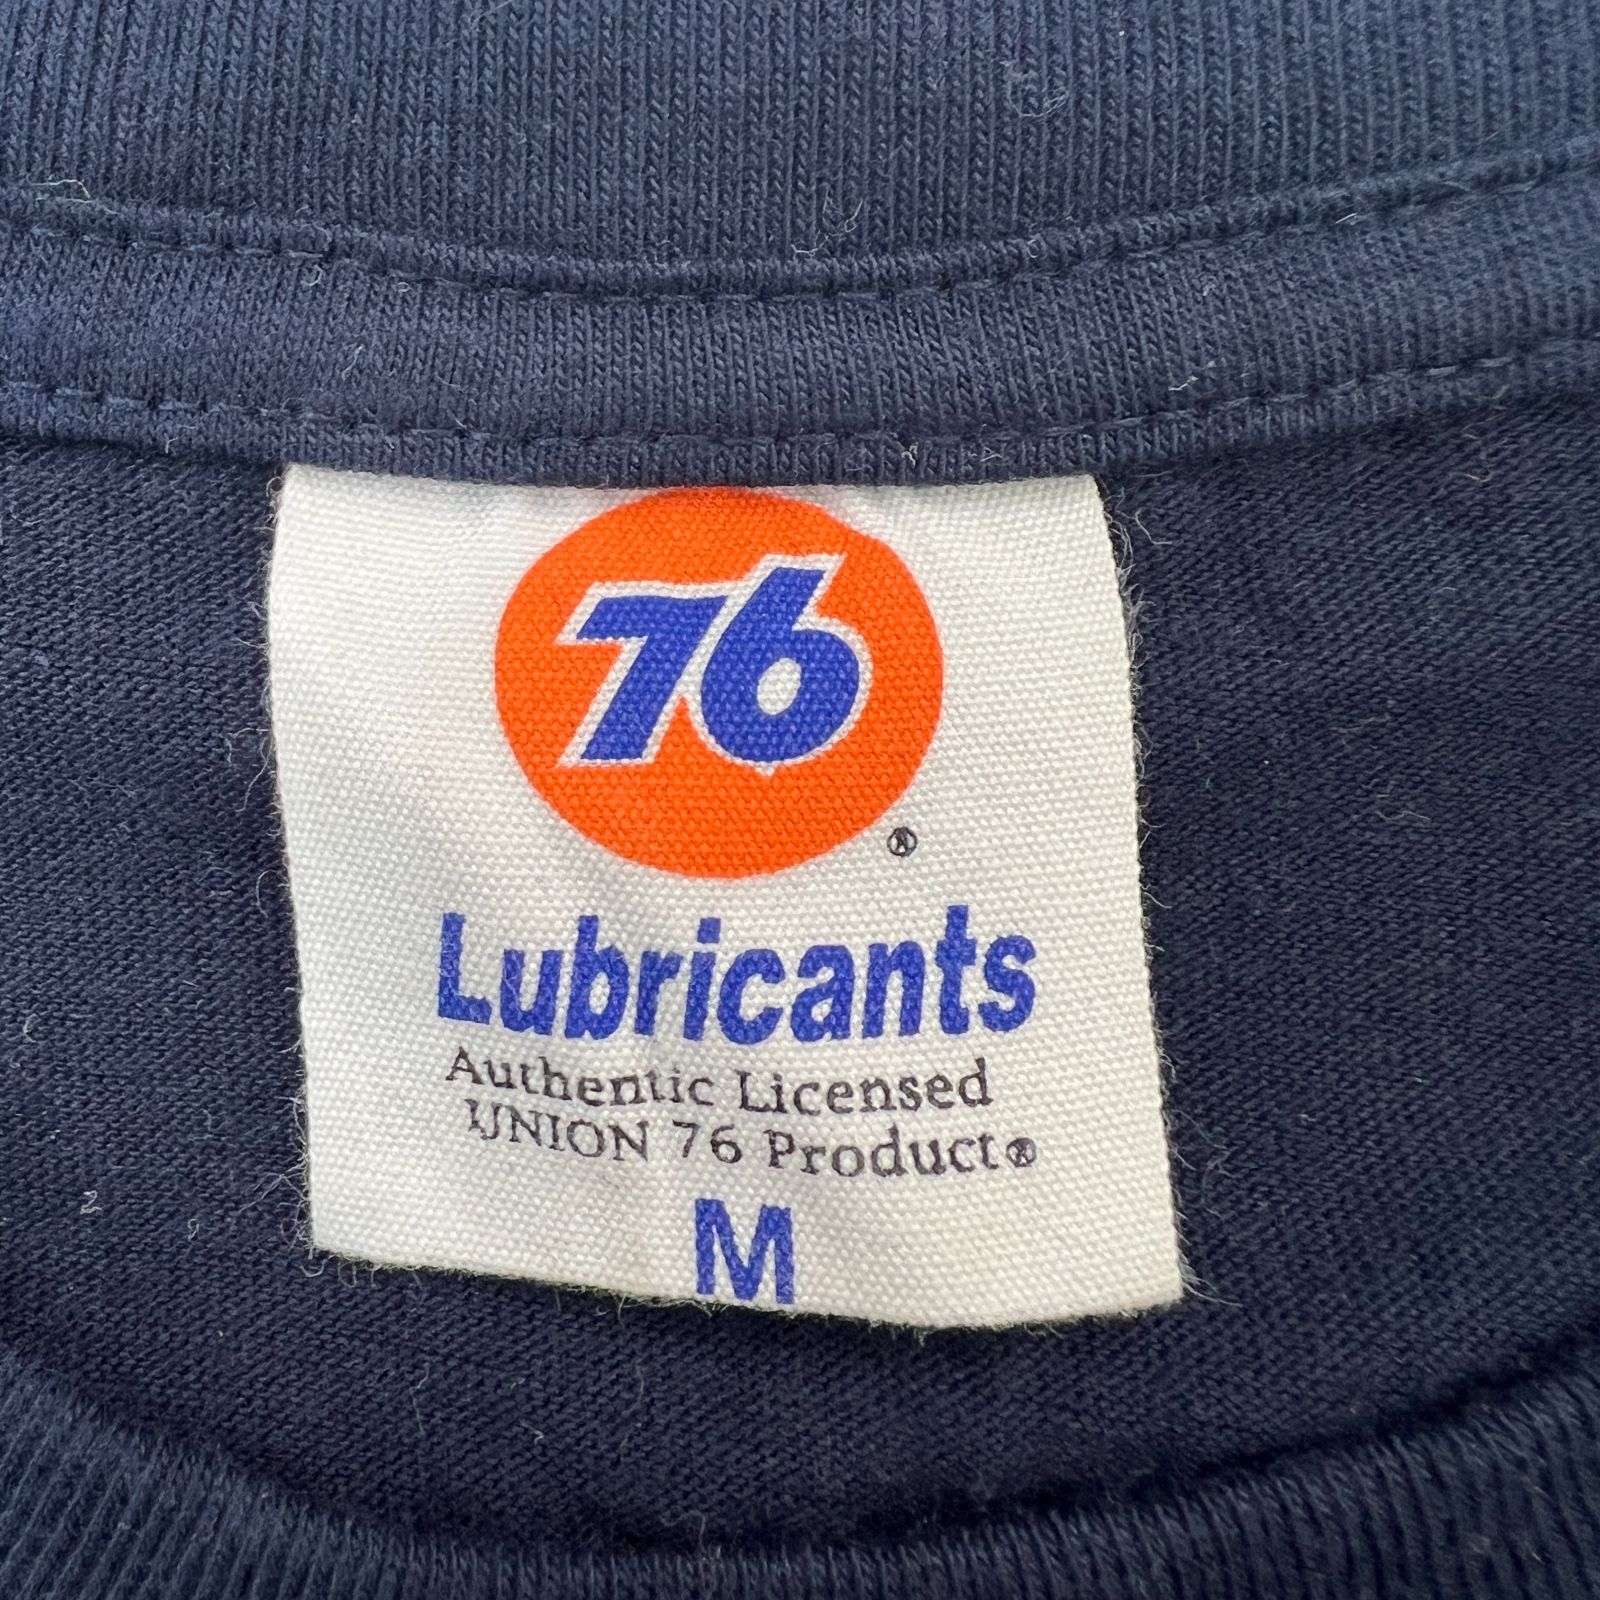 76®
Lubricants
Authentic Licensed
UNION 76 Product®
M